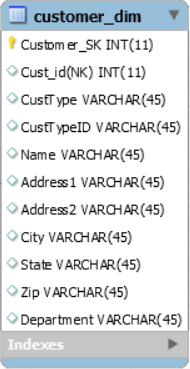 customer_dim
Customer_SK INT(11)
Cust_id(NK) INT(11)
CustType VARCHAR(45)
CustTypeID VARCHAR(45)
Name VARCHAR(45)
Address1 VARCHAR(45)
Address2 VARCHAR(45)
City VARCHAR(45)
State VARCHAR(45)
Zip VARCHAR(45)
Department VARCHAR(45)
Indexes